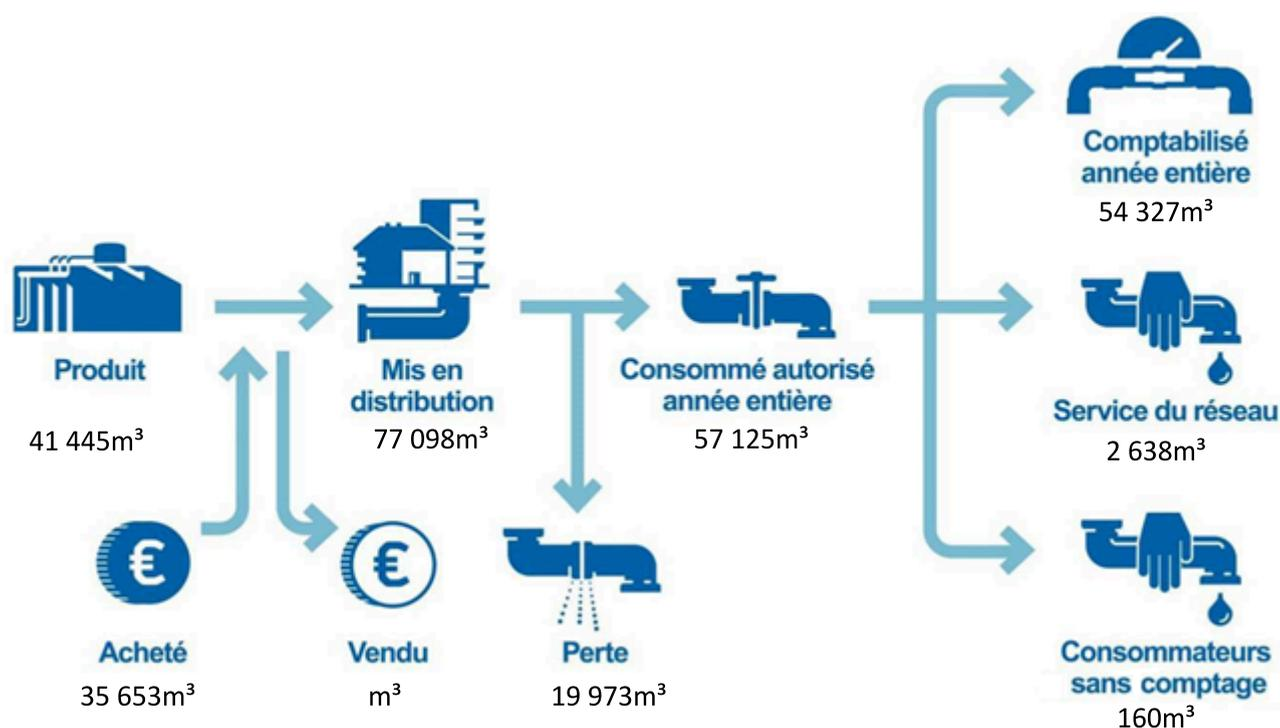 Produit
41 445m³
Acheté
35 653m³
€
Vendu
m³
€
Mis en
distribution
77 098m³
Perte
19 973m³
Consommé autorisé
année entière
57 125m³
Comptabilisé
année entière
54 327m³
Service du réseau
2 638m³
Consommateurs
sans comptage
160m³